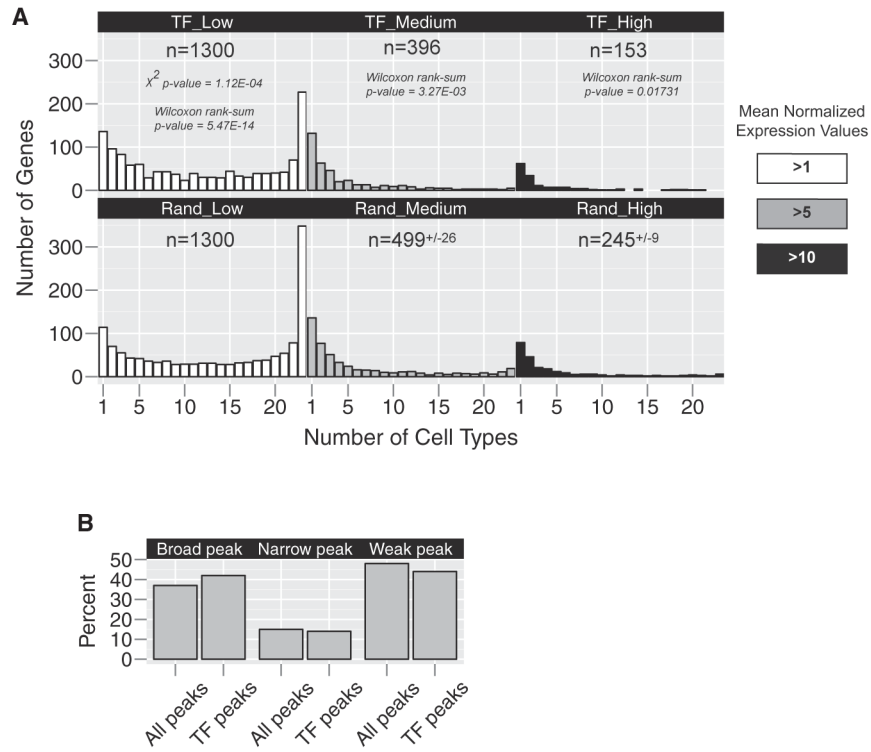 A
TF_Low TF_Medium TF_High
n=1300 n=396 n=153
X2 p-value = 1.12E-04
Wilcoxon rank-sum
p-value = 5.47E-14
Wilcoxon rank-sum
p-value = 3.27E-03
Wilcoxon rank-sum
p-value = 0.01731
300
200
100
0
Rand_Low Rand_Medium Rand_High
n=1300 n=499+/-26 n=245+/-9
300
200
100
0
1 5 10 15 20 1 5 10 15 20 1 5 10 15 20
Number of Cell Types
Number of Genes
Mean Normalized
Expression Values
>1
>5
>10
B
Broad peak Narrow peak Weak peak
50
40
30
20
10
0
Percent
All peaks TF peaks All peaks TF peaks All peaks TF peaks